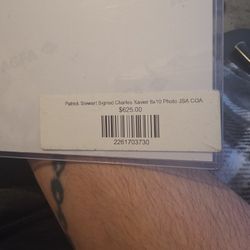 Patrick Stewart Signed Charles Xavier 8x10 Photo JSA COA
$625.00
2261703730